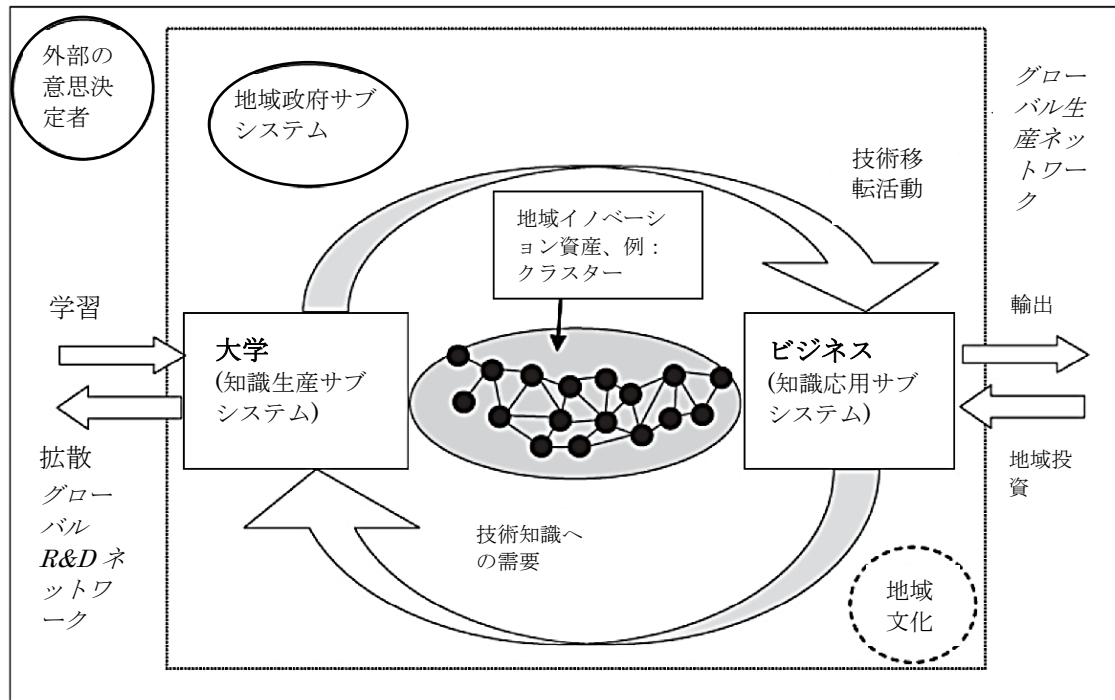 外部の
意思決
定者
地域政府サブ
システム
グロー
バル生
産ネッ
トワー
ク
技術移
転活動
地域イノベーシ
ョン資産、例：
クラスター
学習
大学
(知識生産サブ
システム)
ビジネス
(知識応用サブ
システム)
輸出
拡散
グロー
バル
R&D ネ
ットワ
ーク
地域投
資
技術知識へ
の需要
地域
文化